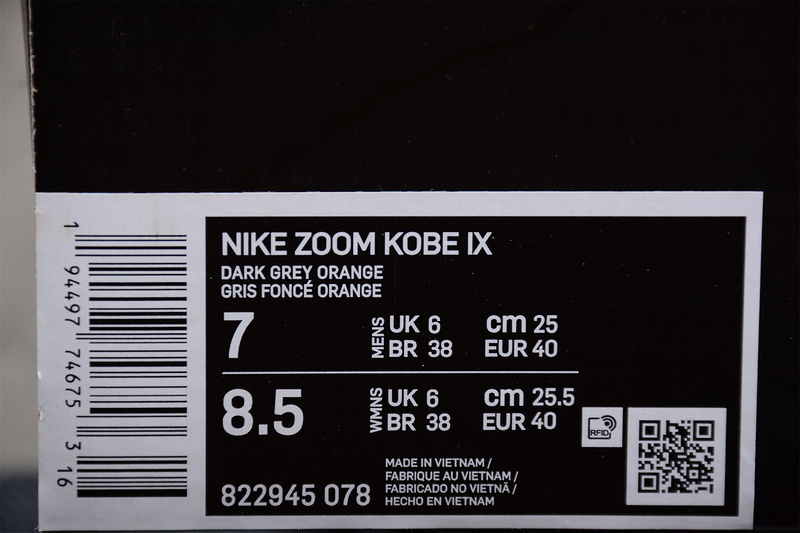 NIKE ZOOM KOBE IX
DARK GREY ORANGE
GRIS FONCÉ ORANGE
7
MENS
UK 6
cm 25
BR 38
EUR 40
8.5
WMNS
UK 6
cm 25.5
BR 38
EUR 40
RFID
822945 078
MADE IN VIETNAM /
FABRIQUE AU VIETNAM /
FABRICADO NO VIETNÃ /
HECHO EN VIETNAM
1 94497 74675 3 16